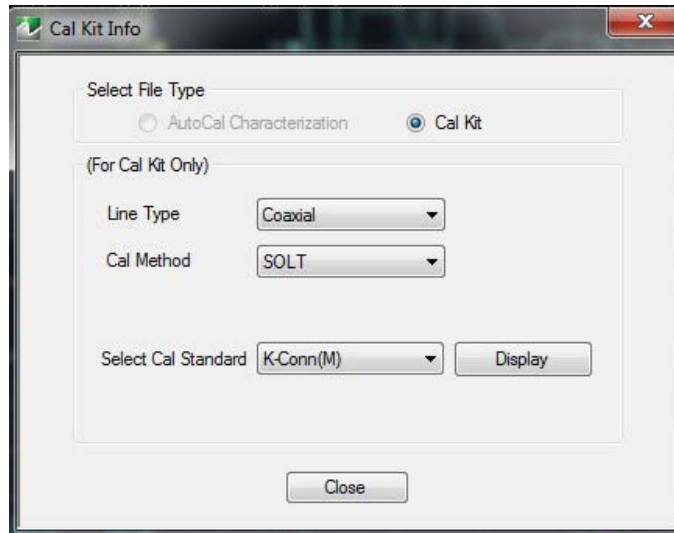 Cal Kit Info
Select File Type
AutoCal Characterization Cal Kit
(For Cal Kit Only)
Line Type Coaxial
Cal Method SOLT
Select Cal Standard K-Conn(M) Display
Close